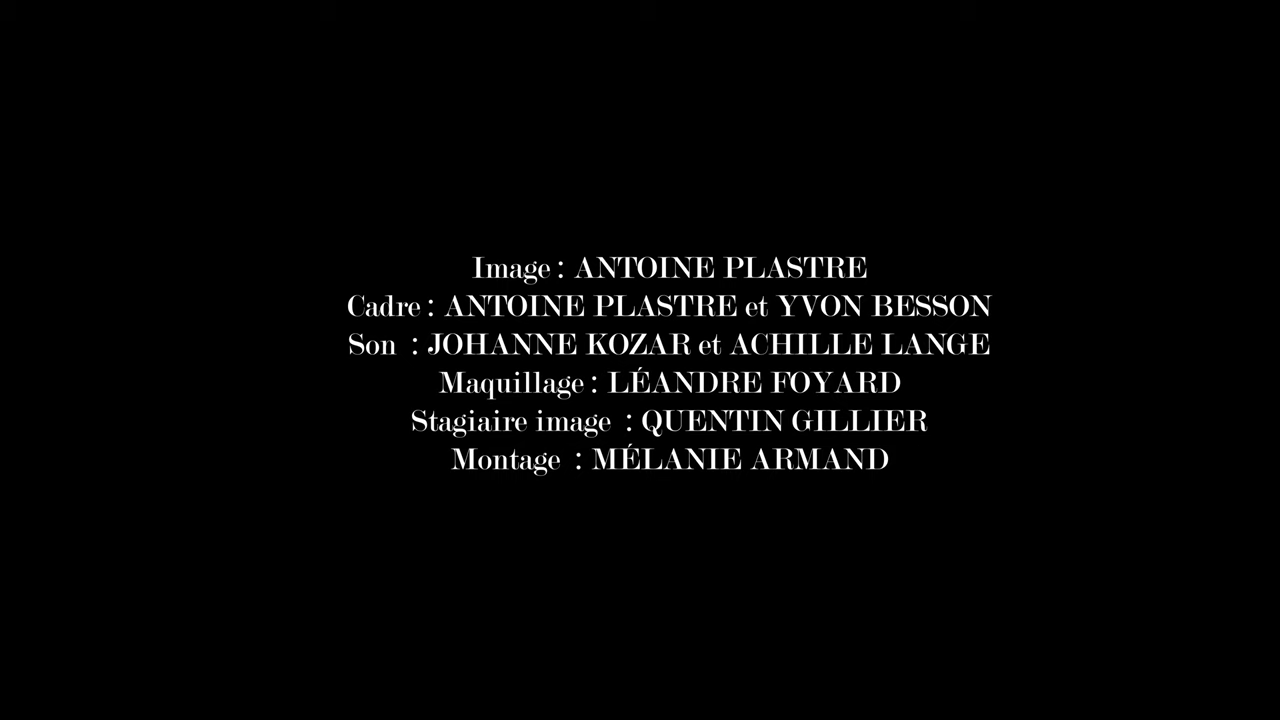 Image : ANTOINE PLASTRE
Cadre : ANTOINE PLASTRE et YVON BESSON
Son : JOHANNE KOZAR et ACHILLE LANGE
Maquillage : LÉANDRE FOYARD
Stagiaire image : QUENTIN GILLIER
Montage : MÉLANIE ARMAND